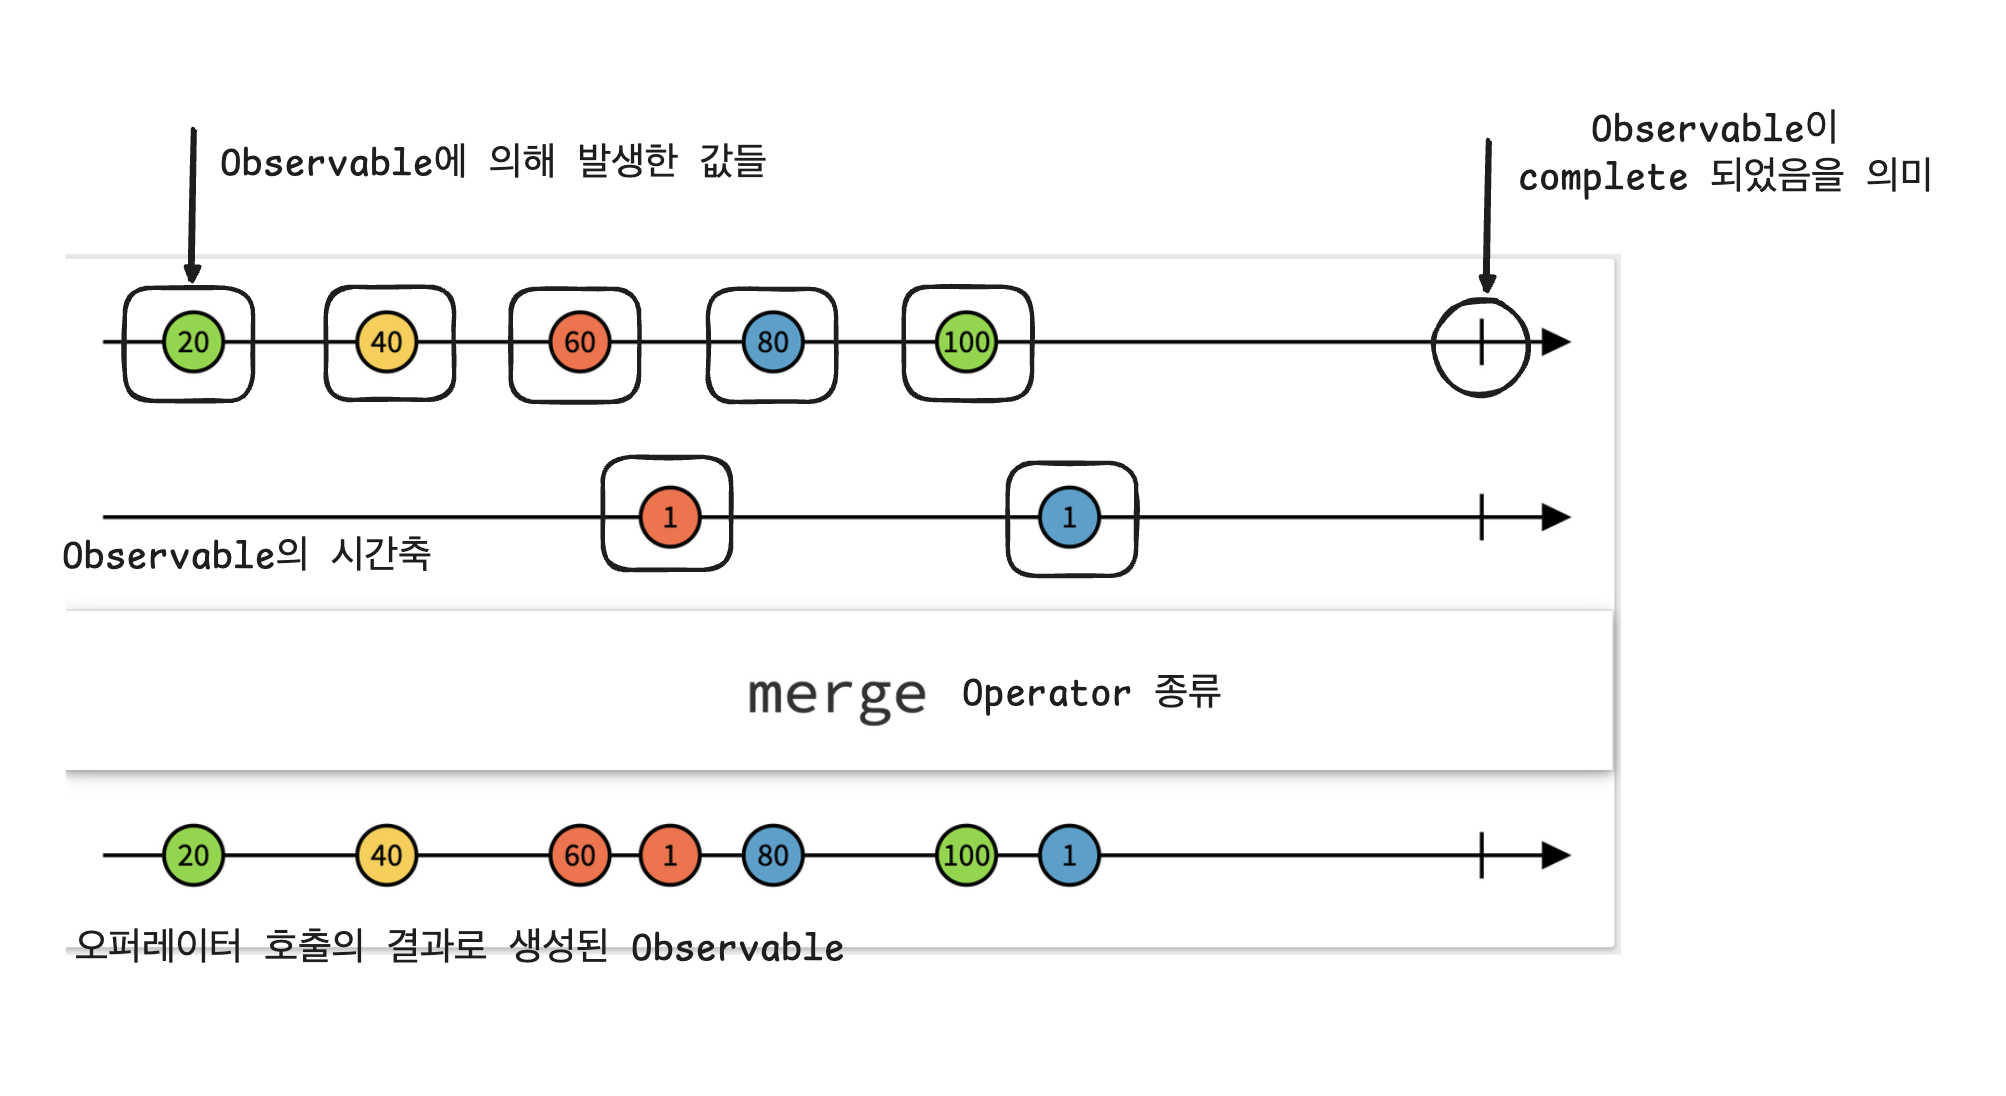 Observable에 의해 발생한 값들
Observable이
complete 되었음을 의미
20 40 60 80 100
1 1
Observable의 시간축
merge Operator 종류
20 40 60 1 80 100 1
오퍼레이터 호출의 결과로 생성된 Observable